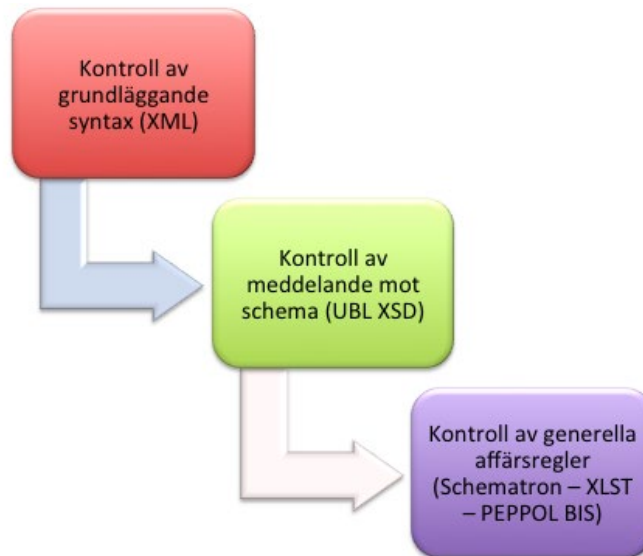 Kontroll av
grundläggande
syntax (XML)
Kontroll av
meddelande mot
schema (UBL XSD)
Kontroll av generella
affärsregler
(Schematron – XLST
– PEPPOL BIS)